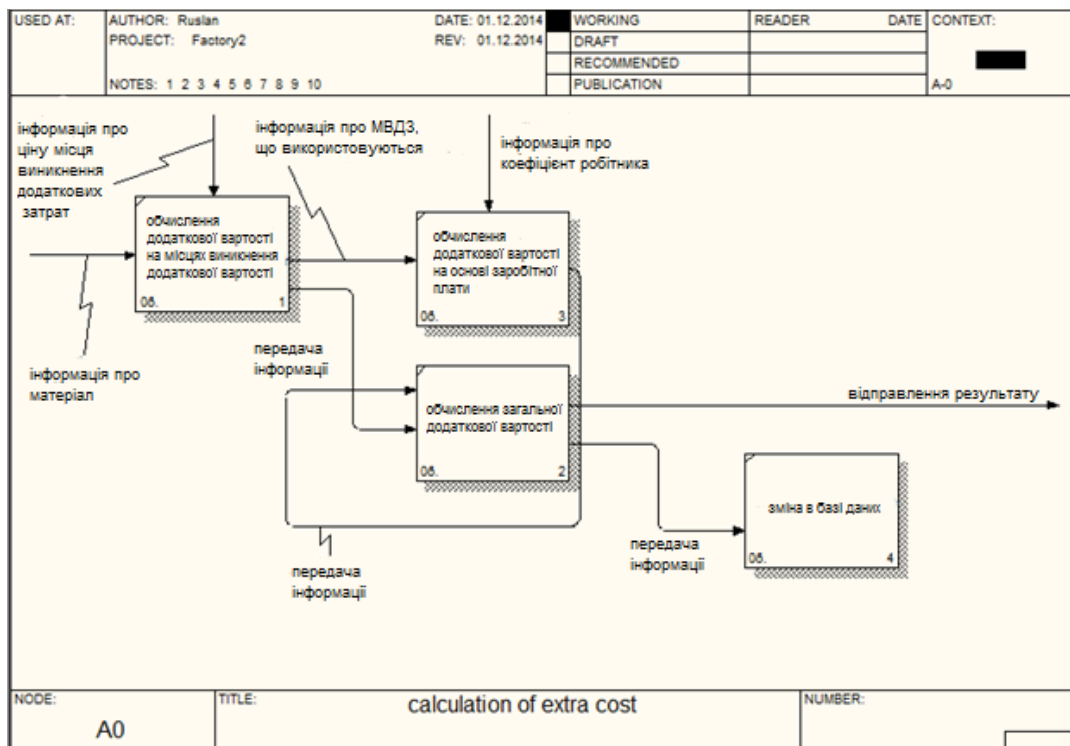 USED AT:
AUTHOR: Ruslan
DATE: 01.12.2014
WORKING
READER
DATE
CONTEXT:
PROJECT: Factory2
REV: 01.12.2014
DRAFT
RECOMMENDED
NOTES: 1 2 3 4 5 6 7 8 9 10
PUBLICATION
A-0
інформація про
ціну місця
виникнення
додаткових
затрат
інформація про МВДЗ,
що використовуються
інформація про
коефіцієнт робітника
обчислення
додаткової вартості
на місцях виникнення
додаткової вартості
0б.
1
обчислення
додаткової вартості
на основі заробітної
плати
0б.
3
інформація про
матеріал
передача
інформації
обчислення загальної
додаткової вартості
0б.
2
відправлення результату
зміна в базі даних
0б.
4
передача
інформації
передача
інформації
NODE:
A0
TITLE:
calculation of extra cost
NUMBER: